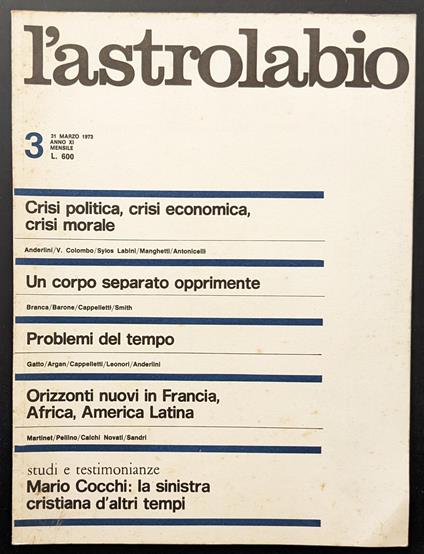 l'astrolabio
3
31 MARZO 1973
ANNO XI
MENSILE
L. 600
Crisi politica, crisi economica,
crisi morale
Anderlini/V. Colombo/Sylos Labini/Manghetti/Antonicelli
Un corpo separato opprimente
Branca/Barone/Cappelletti/Smith
Problemi del tempo
Gatto/Argan/Cappelletti/Leonori/Anderlini
Orizzonti nuovi in Francia,
Africa, America Latina
Martinet/Pellino/Calchi Novati/Sandri
studi e testimonianze
Mario Cocchi: la sinistra
cristiana d'altri tempi